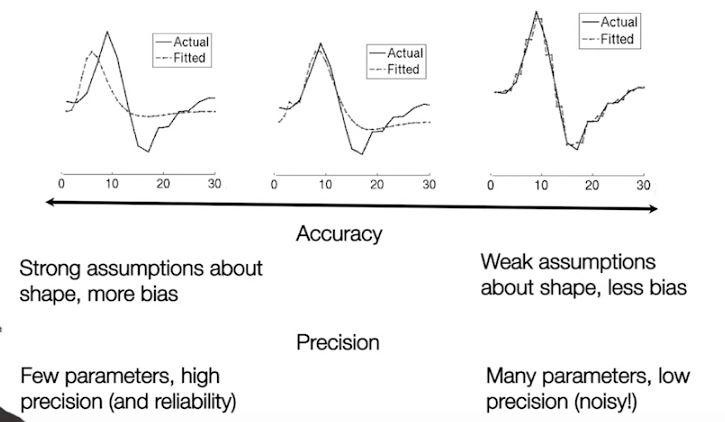 Actual
Fitted
Actual
Fitted
Actual
Fitted
0 10 20 30
0 10 20 30
0 10 20 30
Accuracy
Strong assumptions about
shape, more bias
Weak assumptions
about shape, less bias
Precision
Few parameters, high
precision (and reliability)
Many parameters, low
precision (noisy!)